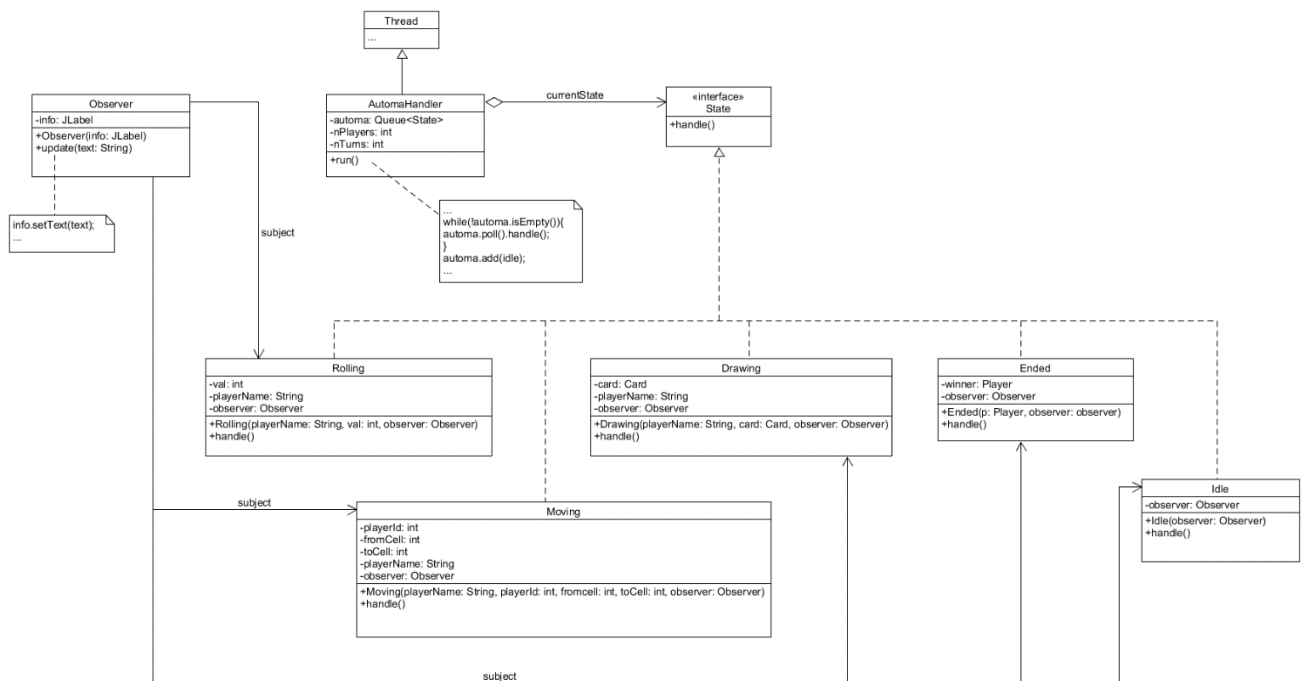 Thread
...
Observer
-info: JLabel
+Observer(info: JLabel)
+update(text: String)
AutomaHandler
-automa: Queue<State>
-nPlayers: int
-nTurns: int
+run()
currentState
«interface»
State
+handle()
info.setText(text);
...
subject
...
while(!automa.isEmpty()){
automa.poll().handle();
}
automa.add(idle);
...
Rolling
-val: int
-playerName: String
-observer: Observer
+Rolling(playerName: String, val: int, observer: Observer)
+handle()
Drawing
-card: Card
-playerName: String
-observer: Observer
+Drawing(playerName: String, card: Card, observer: Observer)
+handle()
Ended
-winner: Player
-observer: Observer
+Ended(p: Player, observer: observer)
+handle()
Idle
-observer: Observer
+Idle(observer: Observer)
+handle()
subject
Moving
-playerId: int
-fromCell: int
-toCell: int
-playerName: String
-observer: Observer
+Moving(playerName: String, playerId: int, fromcell: int, toCell: int, observer: Observer)
+handle()
subject